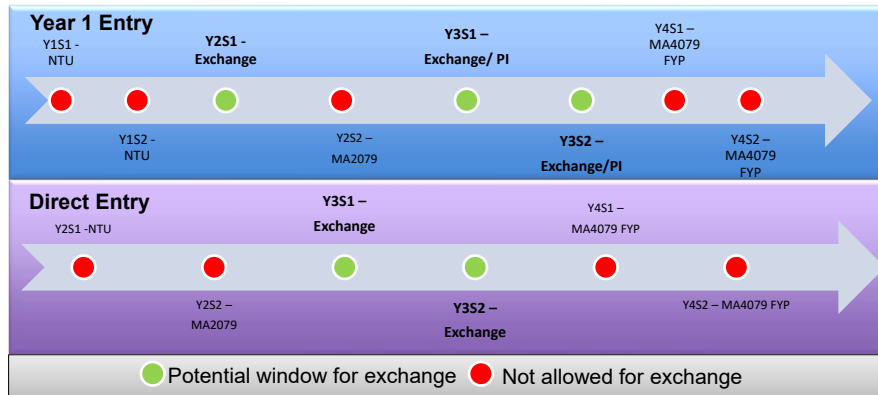 Year 1 Entry
Y1S1 -
NTU
Y2S1 -
Exchange
Y3S1 –
Exchange/ PI
Y4S1 –
MA4079
FYP
Y1S2 -
NTU
Y2S2 –
MA2079
Y3S2 –
Exchange/PI
Y4S2 –
MA4079
FYP
Direct Entry
Y2S1 -NTU
Y3S1 –
Exchange
Y4S1 –
MA4079 FYP
Y2S2 –
MA2079
Y3S2 –
Exchange
Y4S2 – MA4079 FYP
Potential window for exchange
Not allowed for exchange